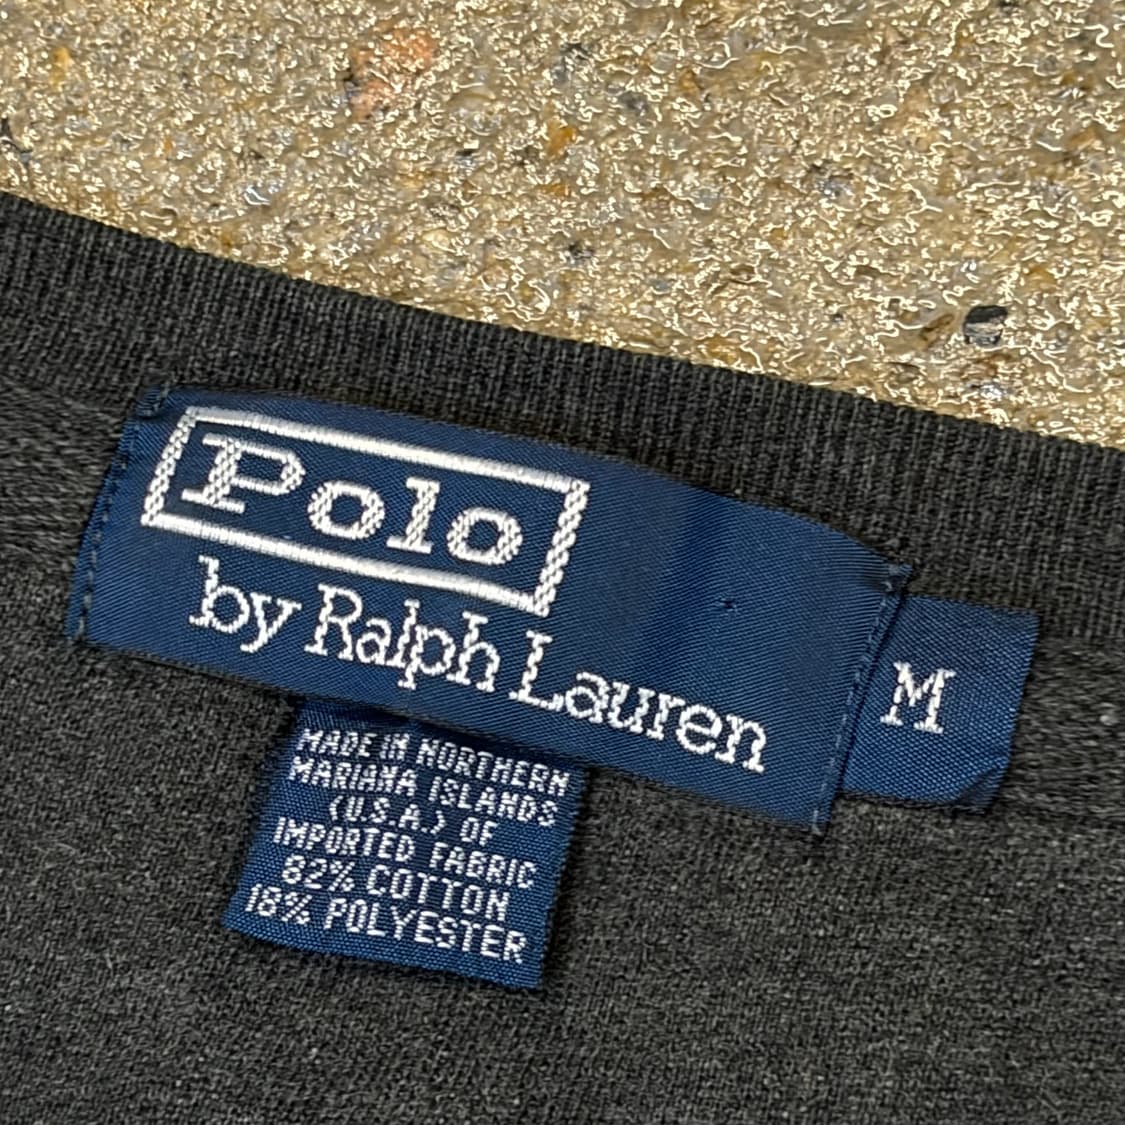 Polo
by Ralph Lauren
M
MADE IN NORTHERN
MARIANA ISLANDS
(U.S.A.) OF
IMPORTED FABRIC
82% COTTON
18% POLYESTER